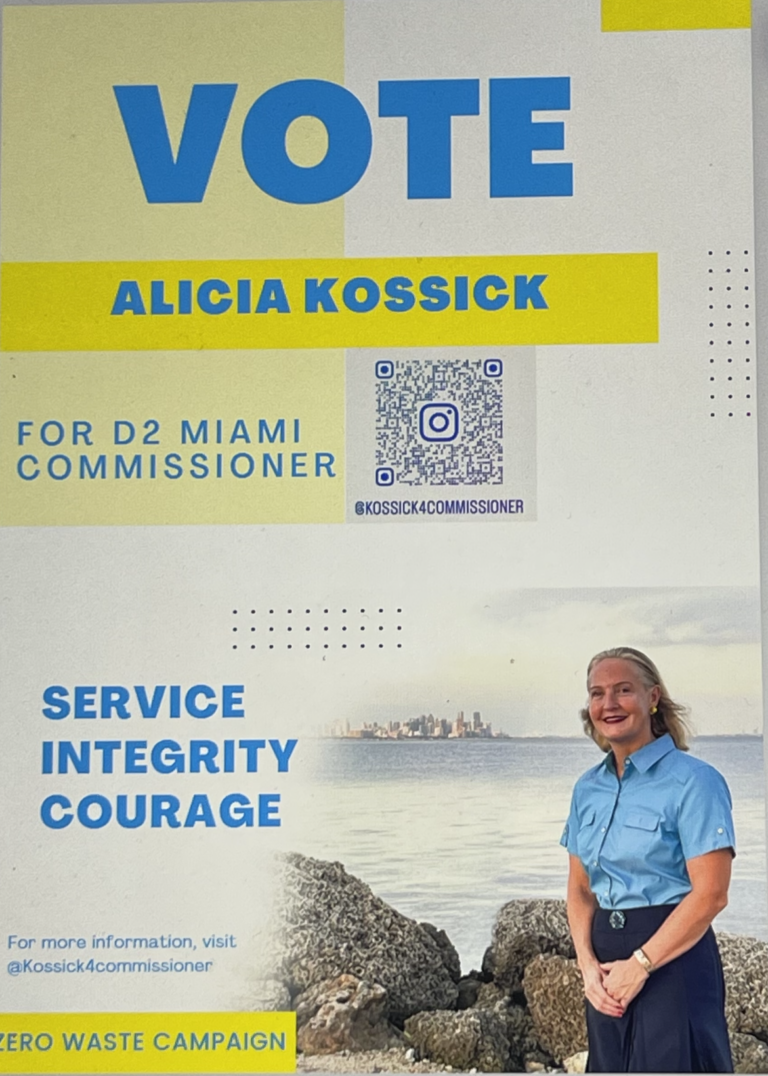 VOTE
ALICIA KOSSICK
FOR D2 MIAMI
COMMISSIONER
@KOSSICK4COMMISSIONER
SERVICE
INTEGRITY
COURAGE
For more information, visit
@Kossick4commissioner
ZERO WASTE CAMPAIGN